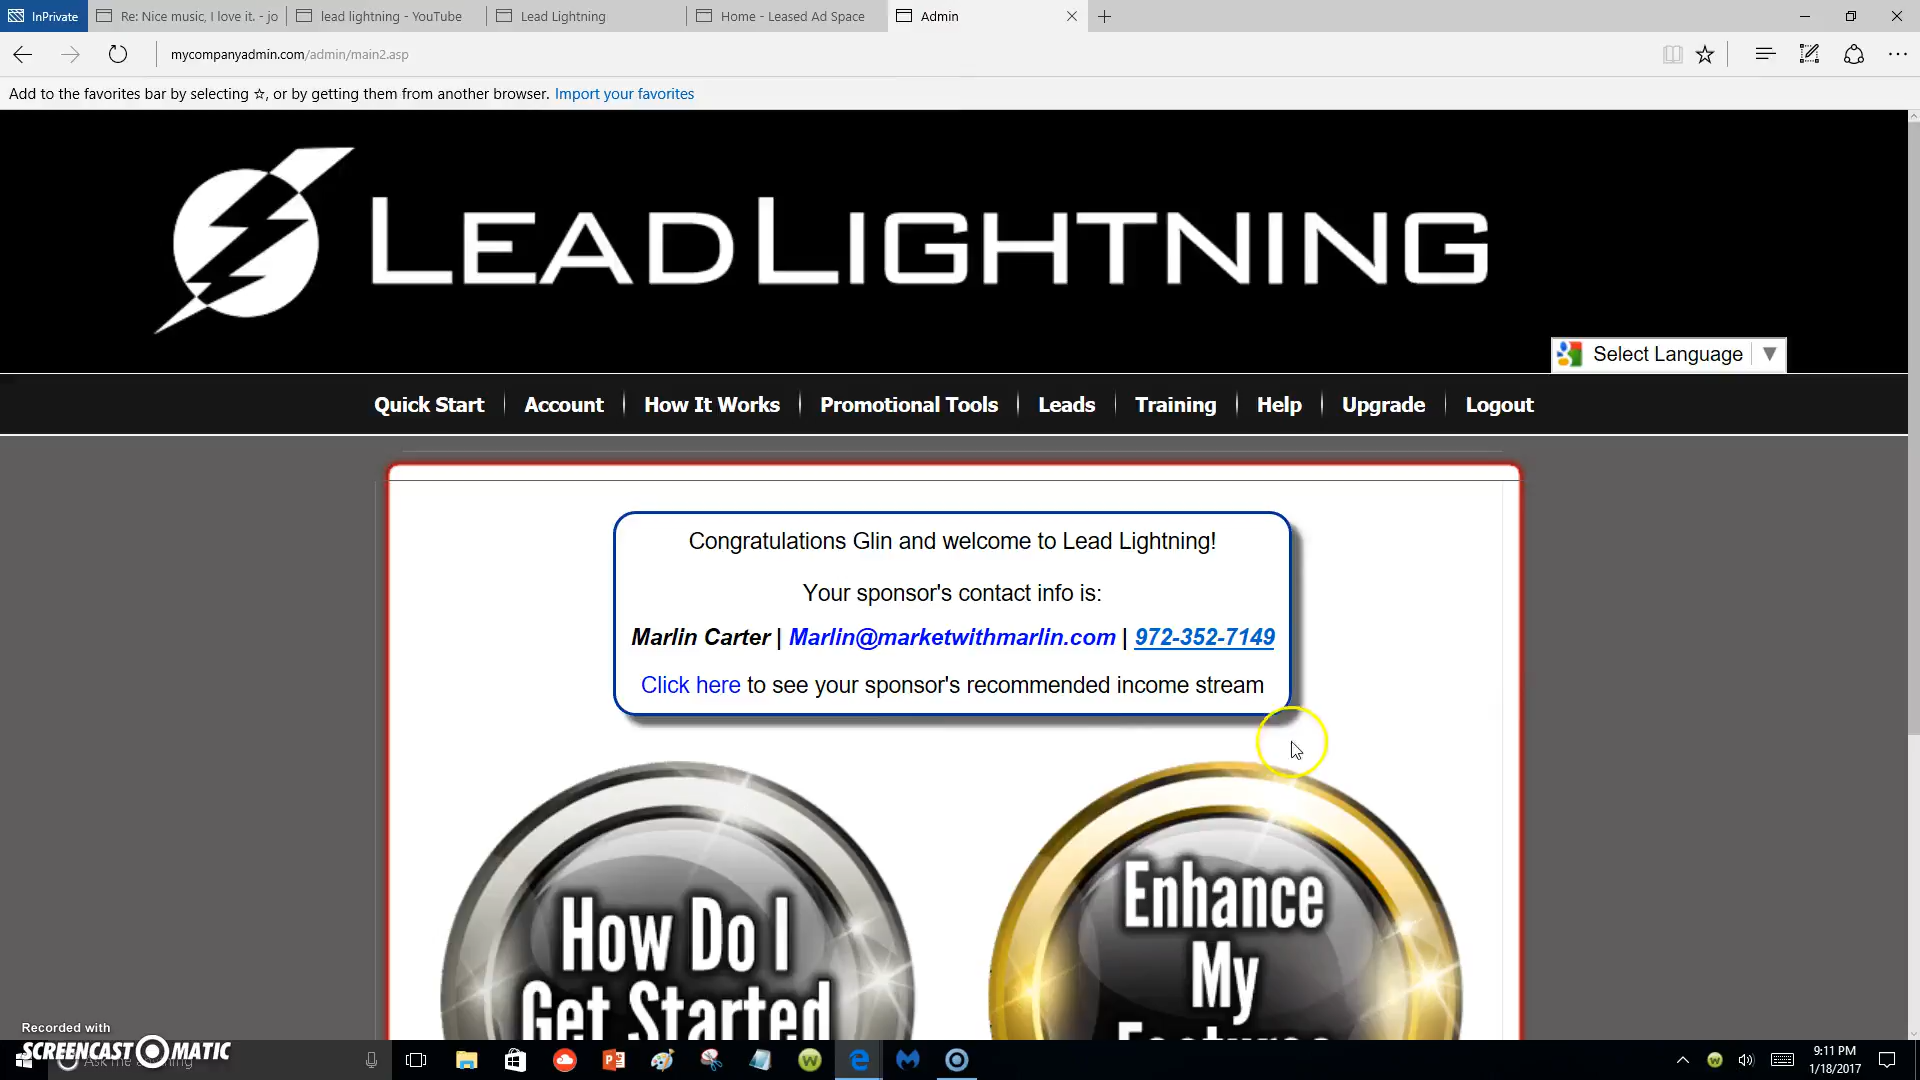 InPrivate Re: Nice music, I love it. - jo lead lightning - YouTube Lead Lightning Home - Leased Ad Space Admin
mycompanyadmin.com/admin/main2.asp
Add to the favorites bar by selecting ☆, or by getting them from another browser. Import your favorites
LEADLIGHTNING
Select Language ▼
Quick Start Account How It Works Promotional Tools Leads Training Help Upgrade Logout
Congratulations Glin and welcome to Lead Lightning!
Your sponsor's contact info is:
Marlin Carter | Marlin@marketwithmarlin.com | 972-352-7149
Click here to see your sponsor's recommended income stream
How Do I
Get Started
Enhance
My
Features
Recorded with
SCREENCAST-O-MATIC
Ask me anything
9:11 PM
1/18/2017